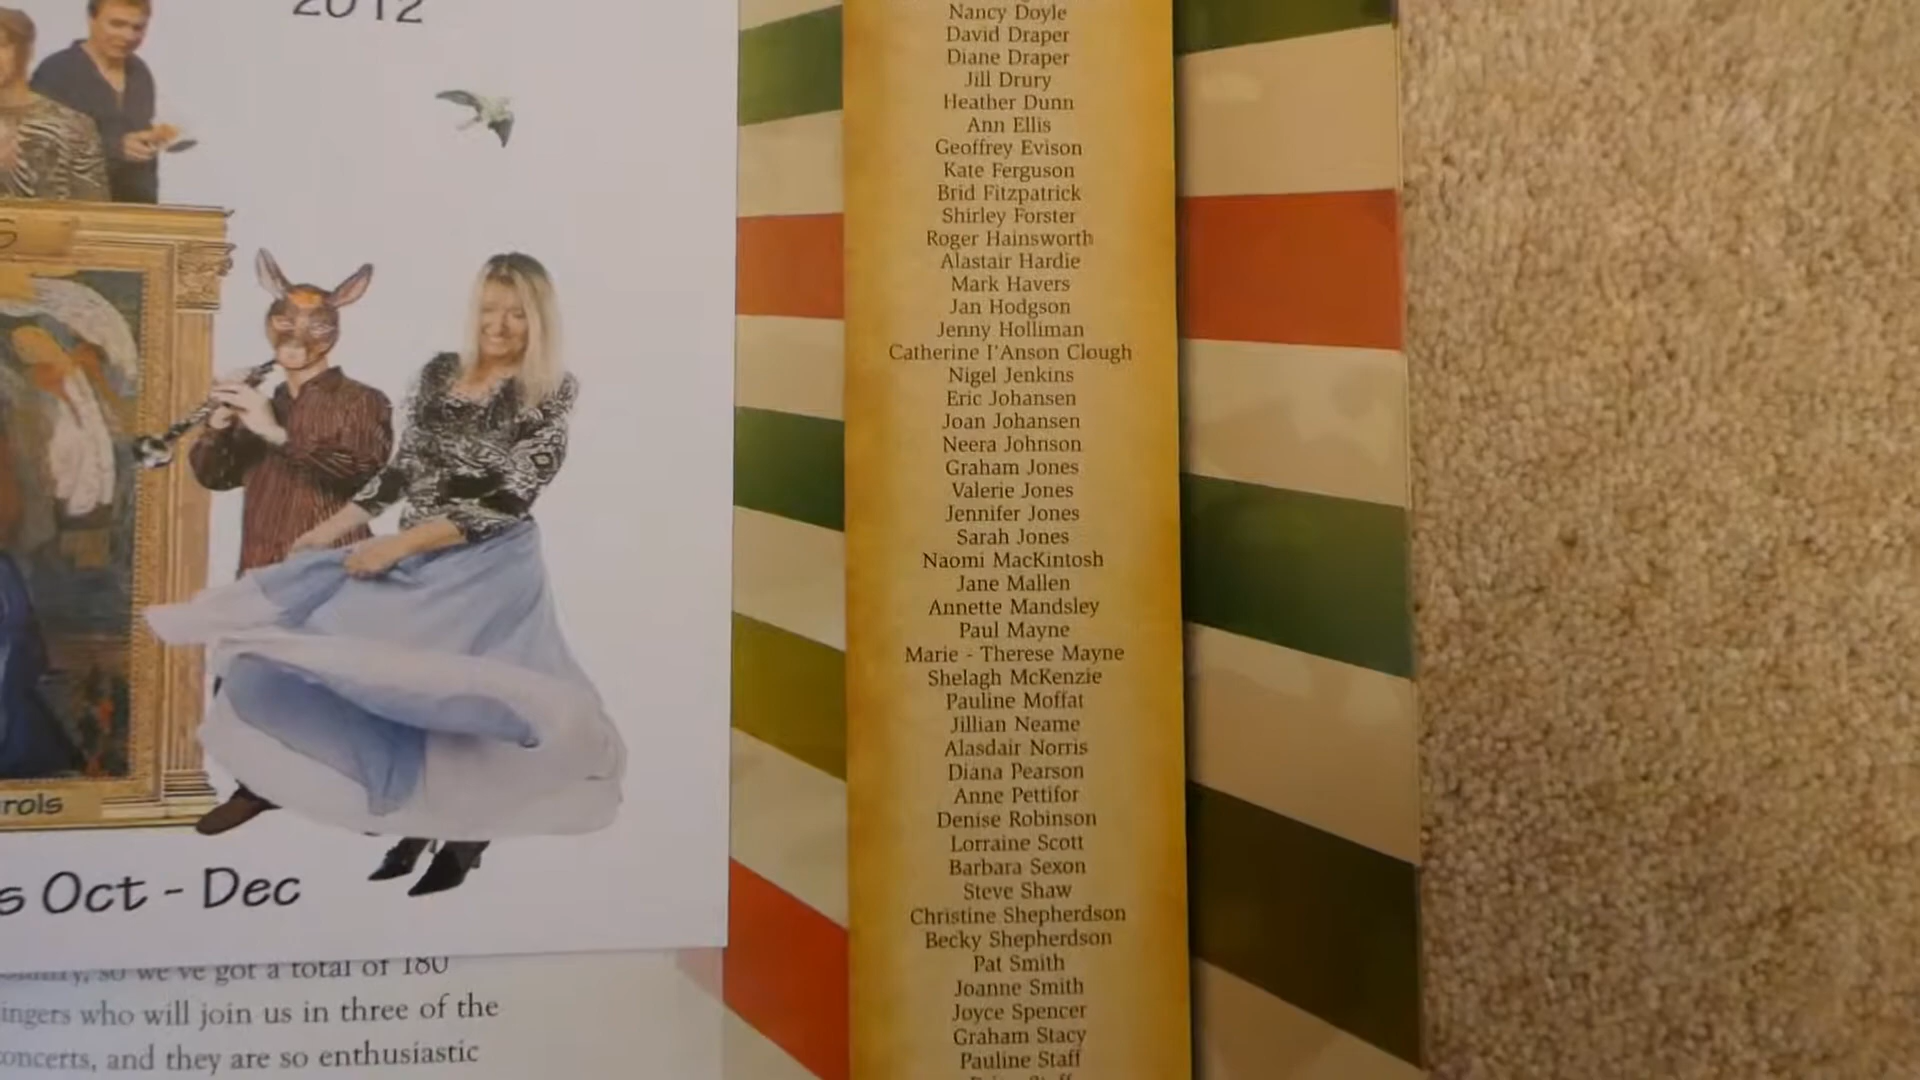 2012
s Oct - Dec
rols
so we've got a total of 180
ingers who will join us in three of the
oncerts, and they are so enthusiastic
Nancy Doyle
David Draper
Diane Draper
Jill Drury
Heather Dunn
Ann Ellis
Geoffrey Evison
Kate Ferguson
Brid Fitzpatrick
Shirley Forster
Roger Hainsworth
Alastair Hardie
Mark Havers
Jan Hodgson
Jenny Holliman
Catherine I'Anson Clough
Nigel Jenkins
Eric Johansen
Joan Johansen
Neera Johnson
Graham Jones
Valerie Jones
Jennifer Jones
Sarah Jones
Naomi MacKintosh
Jane Mallen
Annette Mandsley
Paul Mayne
Marie - Therese Mayne
Shelagh McKenzie
Pauline Moffat
Jillian Neame
Alasdair Norris
Diana Pearson
Anne Pettifor
Denise Robinson
Lorraine Scott
Barbara Sexon
Steve Shaw
Christine Shepherdson
Becky Shepherdson
Pat Smith
Joanne Smith
Joyce Spencer
Graham Stacy
Pauline Staff